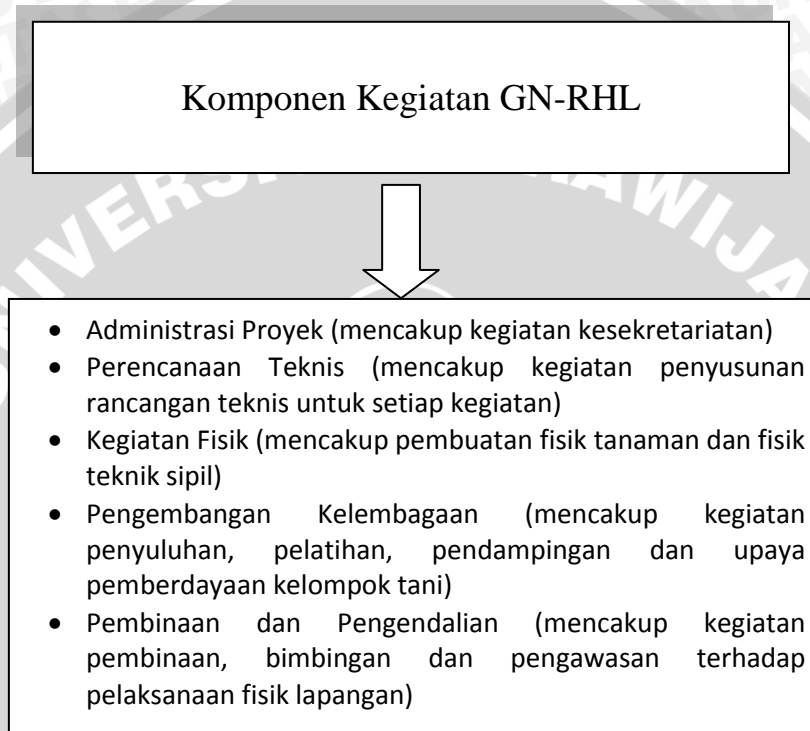 Komponen Kegiatan GN-RHL
• Administrasi Proyek (mencakup kegiatan kesekretariatan)
• Perencanaan Teknis (mencakup kegiatan penyusunan
rancangan teknis untuk setiap kegiatan)
• Kegiatan Fisik (mencakup pembuatan fisik tanaman dan fisik
teknik sipil)
• Pengembangan Kelembagaan (mencakup kegiatan
penyuluhan, pelatihan, pendampingan dan upaya
pemberdayaan kelompok tani)
• Pembinaan dan Pengendalian (mencakup kegiatan
pembinaan, bimbingan dan pengawasan terhadap
pelaksanaan fisik lapangan)